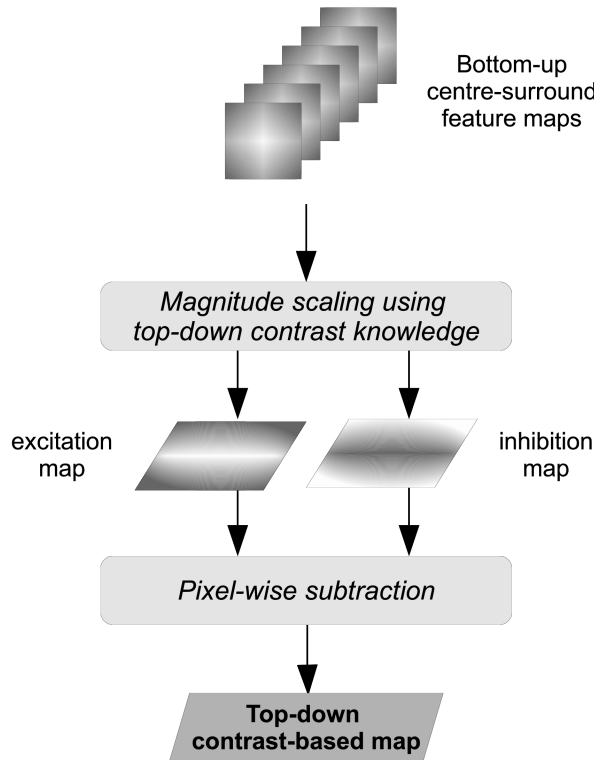 Bottom-up
centre-surround
feature maps
Magnitude scaling using
top-down contrast knowledge
excitation
map
inhibition
map
Pixel-wise subtraction
Top-down
contrast-based map